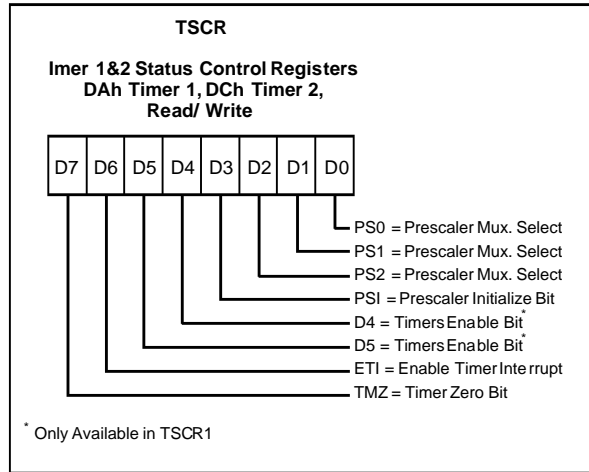 TSCR
Imer 1&2 Status Control Registers
DAh Timer 1, DCh Timer 2,
Read/ Write
D7 D6 D5 D4 D3 D2 D1 D0
PS0 = Prescaler Mux. Select
PS1 = Prescaler Mux. Select
PS2 = Prescaler Mux. Select
PSI = Prescaler Initialize Bit
D4 = Timers Enable Bit*
D5 = Timers Enable Bit*
ETI = Enable Timer Interrupt
TMZ = Timer Zero Bit
* Only Available in TSCR1